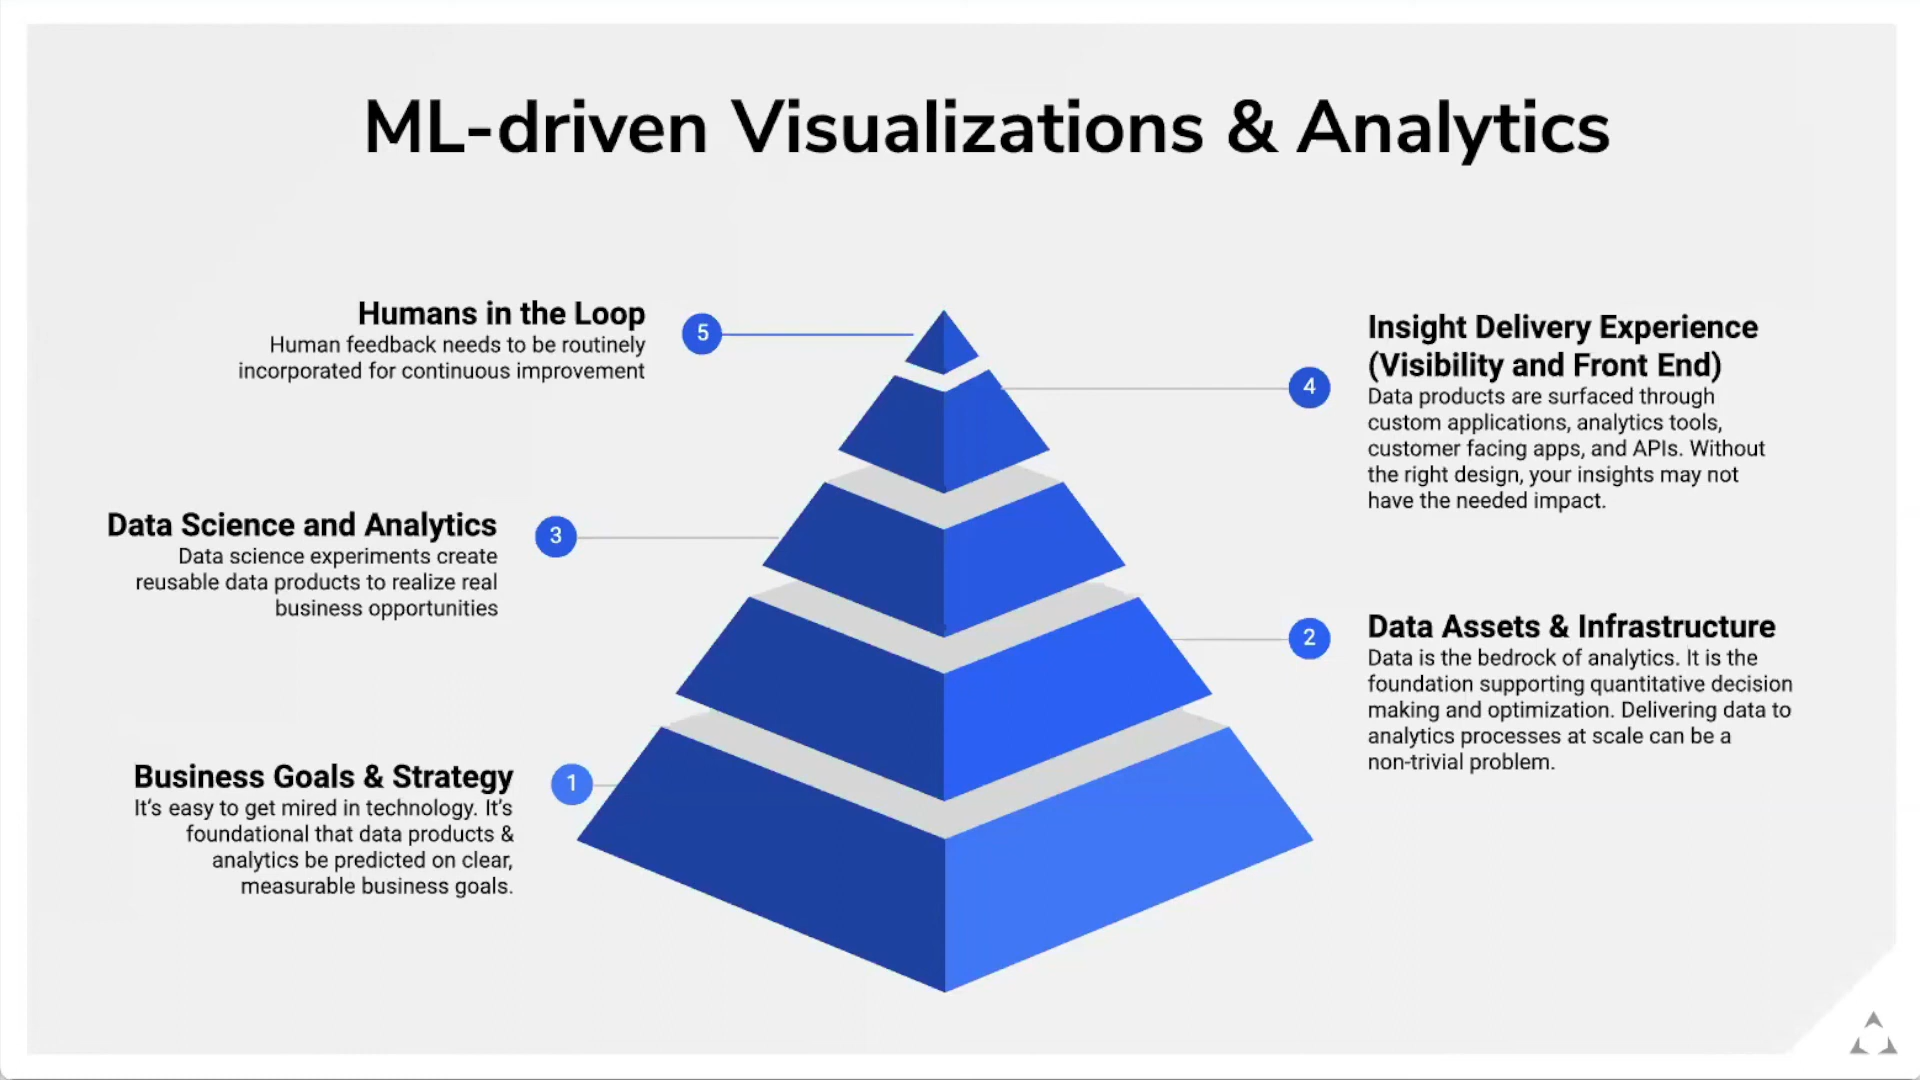 ML-driven Visualizations & Analytics
Humans in the Loop
Human feedback needs to be routinely
incorporated for continuous improvement
5
4
Insight Delivery Experience
(Visibility and Front End)
Data products are surfaced through
custom applications, analytics tools,
customer facing apps, and APIs. Without
the right design, your insights may not
have the needed impact.
Data Science and Analytics
Data science experiments create
reusable data products to realize real
business opportunities
3
2
Data Assets & Infrastructure
Data is the bedrock of analytics. It is the
foundation supporting quantitative decision
making and optimization. Delivering data to
analytics processes at scale can be a
non-trivial problem.
Business Goals & Strategy
It‘s easy to get mired in technology. It’s
foundational that data products &
analytics be predicted on clear,
measurable business goals.
1